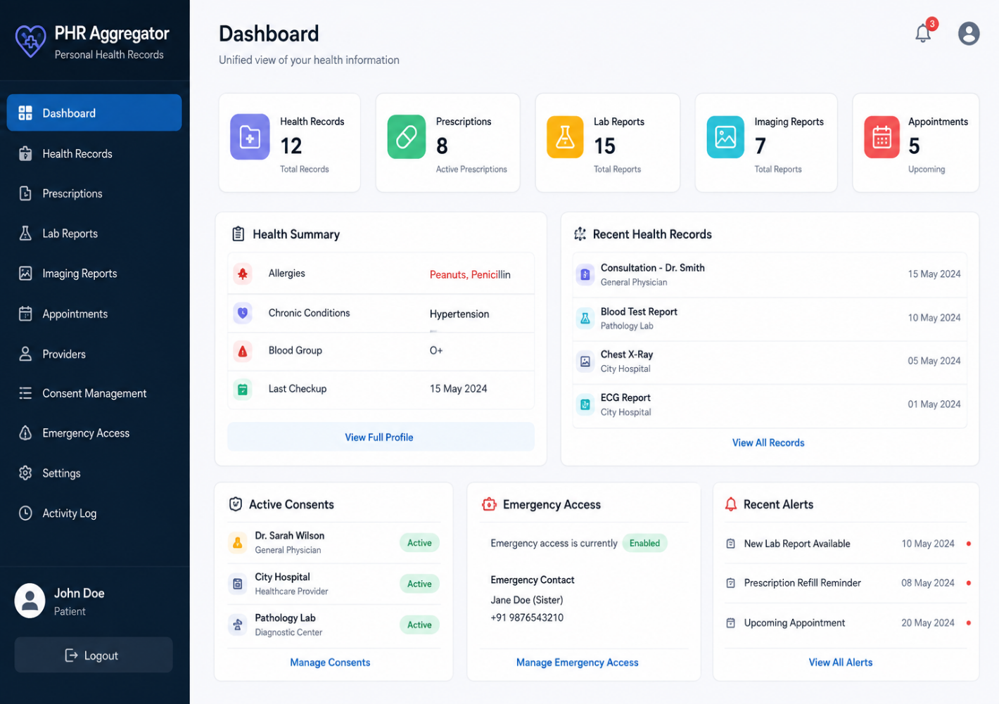 PHR Aggregator
Personal Health Records
Dashboard
Health Records
Prescriptions
Lab Reports
Imaging Reports
Appointments
Providers
Consent Management
Emergency Access
Settings
Activity Log
John Doe
Patient
Logout
Dashboard
Unified view of your health information
3
Health Records
12
Total Records
Prescriptions
8
Active Prescriptions
Lab Reports
15
Total Reports
Imaging Reports
7
Total Reports
Appointments
5
Upcoming
Health Summary
Allergies Peanuts, Penicillin
Chronic Conditions Hypertension
Blood Group O+
Last Checkup 15 May 2024
View Full Profile
Recent Health Records
Consultation - Dr. Smith 15 May 2024
General Physician
Blood Test Report 10 May 2024
Pathology Lab
Chest X-Ray 05 May 2024
City Hospital
ECG Report 01 May 2024
City Hospital
View All Records
Active Consents
Dr. Sarah Wilson Active
General Physician
City Hospital Active
Healthcare Provider
Pathology Lab Active
Diagnostic Center
Manage Consents
Emergency Access
Emergency access is currently Enabled
Emergency Contact
Jane Doe (Sister)
+91 9876543210
Manage Emergency Access
Recent Alerts
New Lab Report Available 10 May 2024
Prescription Refill Reminder 08 May 2024
Upcoming Appointment 20 May 2024
View All Alerts